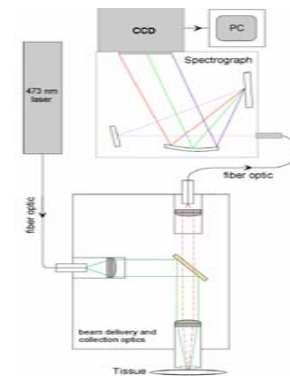 CCD
PC
Spectrograph
473 nm
laser
fiber optic
fiber optic
beam delivery and
collection optics
Tissue